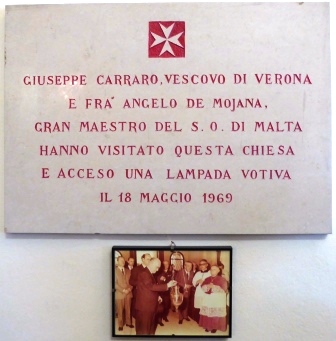 GIUSEPPE CARRARO, VESCOVO DI VERONA
E FRA' ANGELO DE MOJANA,
GRAN MAESTRO DEL S. O. DI MALTA
HANNO VISITATO QUESTA CHIESA
E ACCESO UNA LAMPADA VOTIVA
IL 18 MAGGIO 1969